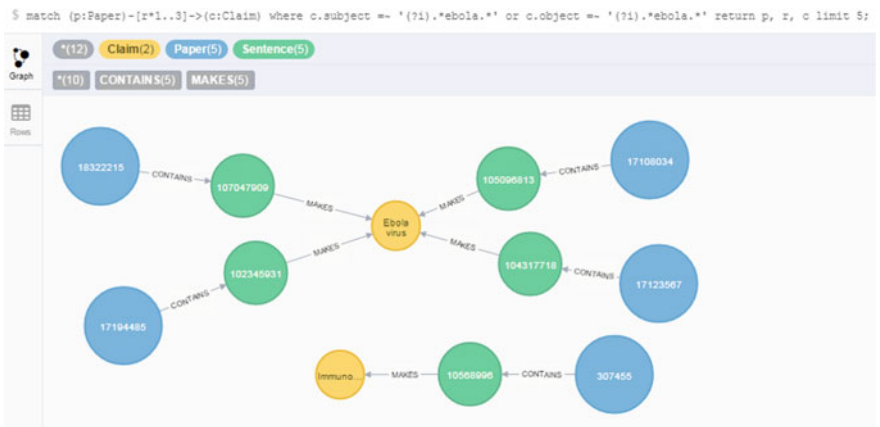 $ match (p:Paper)-[r*1..3]->(c:Claim) where c.subject =~ '(?i).*ebola.*' or c.object =~ '(?i).*ebola.*' return p, r, c limit 5;
*(12) Claim(2) Paper(5) Sentence(5)
Graph
*(10) CONTAINS(5) MAKES(5)
Rows
18322215
CONTAINS
107047909
MAKES
105096813
CONTAINS
17108034
MAKES
Ebola
virus
102345931
MAKES
MAKES
104317718
CONTAINS
17123567
CONTAINS
17194485
Immuno...
MAKES
10568996
CONTAINS
307455